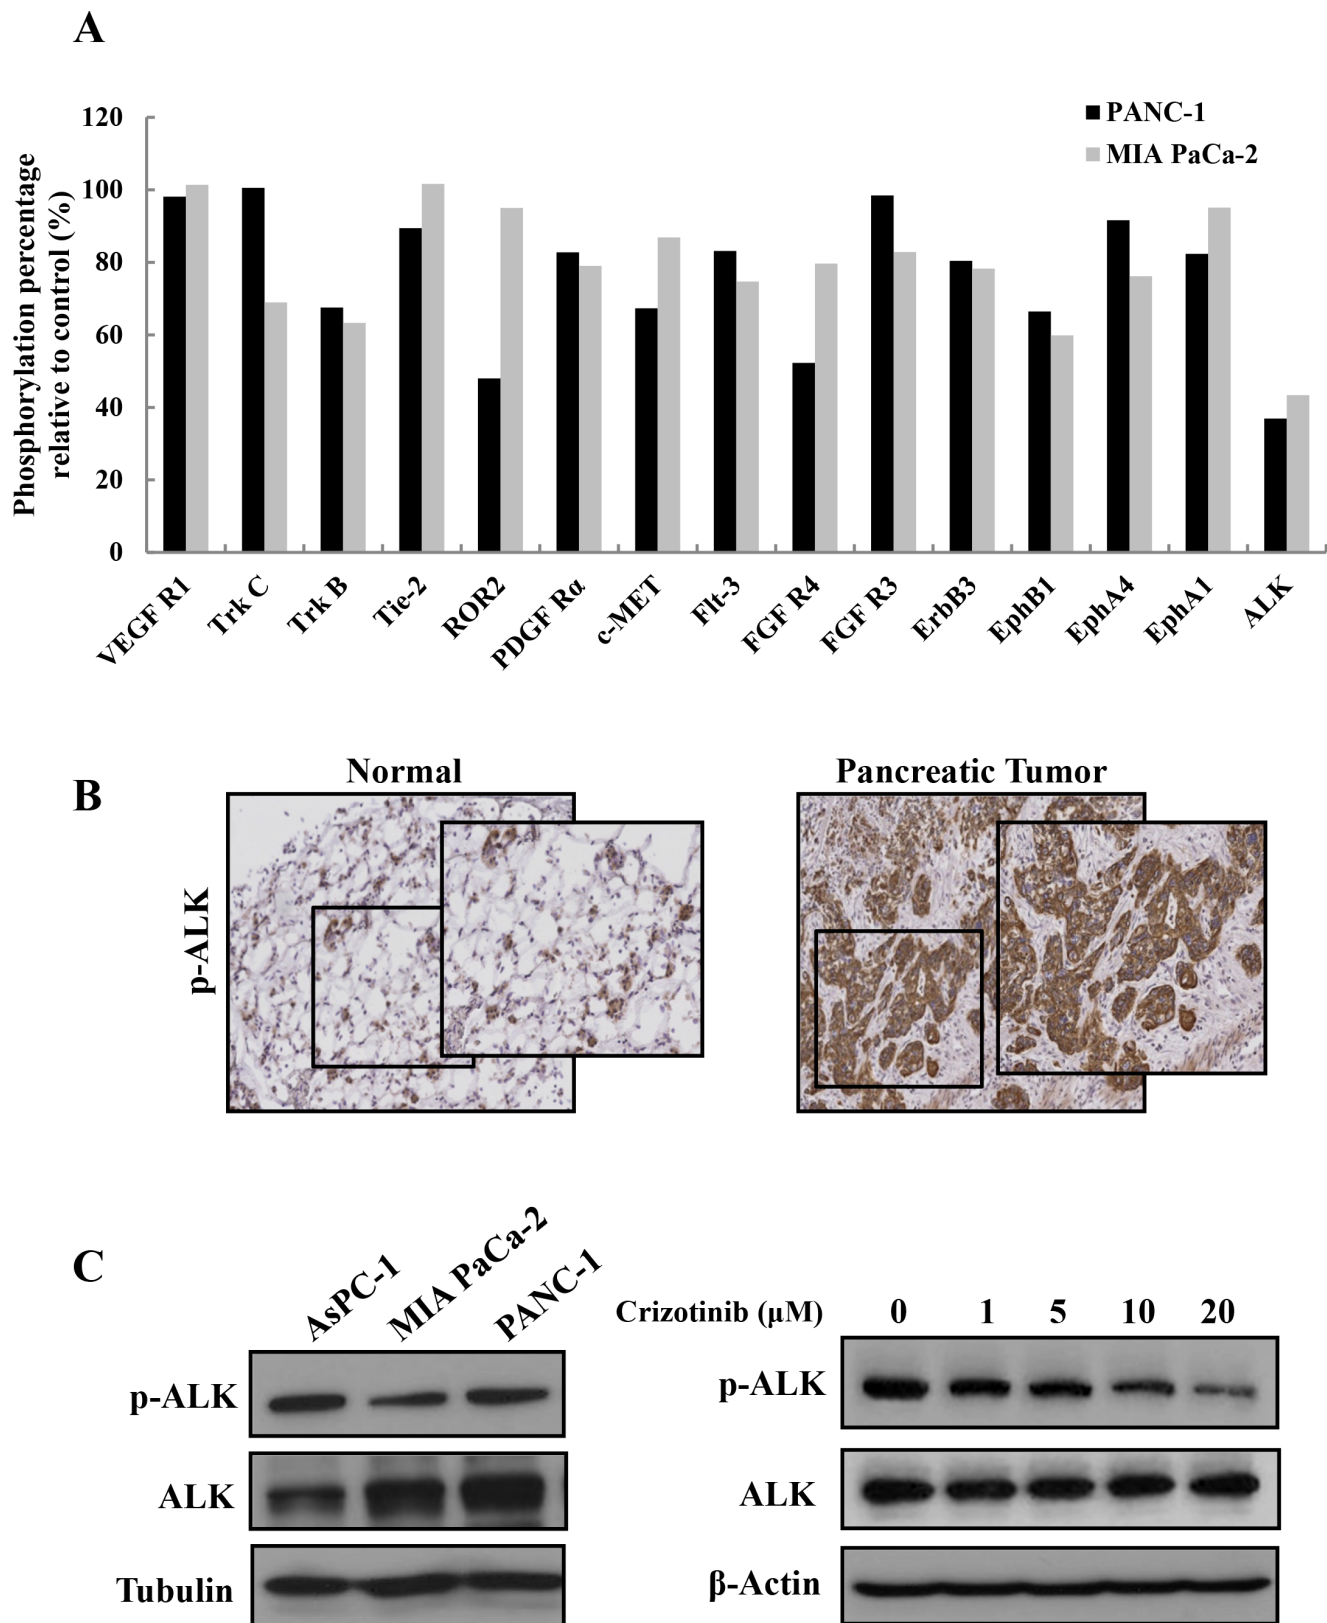 A
Phosphorylation percentage
relative to control (%)
120
100
80
60
40
20
0
PANC-1
MIA PaCa-2
VEGF R1
Trk C
Trk B
Tie-2
ROR2
PDGF Rα
c-MET
Flt-3
FGF R4
FGF R3
ErbB3
EphB1
EphA4
EphA1
ALK
B
Normal
Pancreatic Tumor
p-ALK
C
AsPC-1
MIA PaCa-2
PANC-1
p-ALK
ALK
Tubulin
Crizotinib (μM) 0 1 5 10 20
p-ALK
ALK
β-Actin